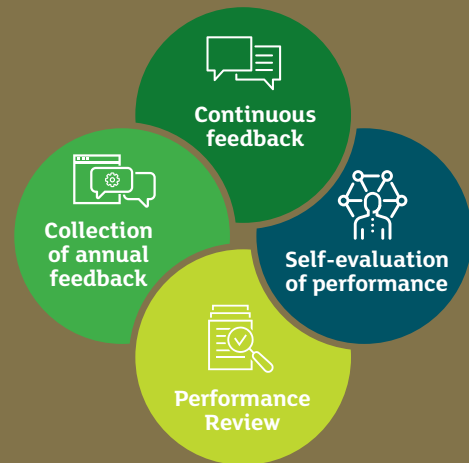 Continuous
feedback
Collection
of annual
feedback
Self-evaluation
of performance
Performance
Review